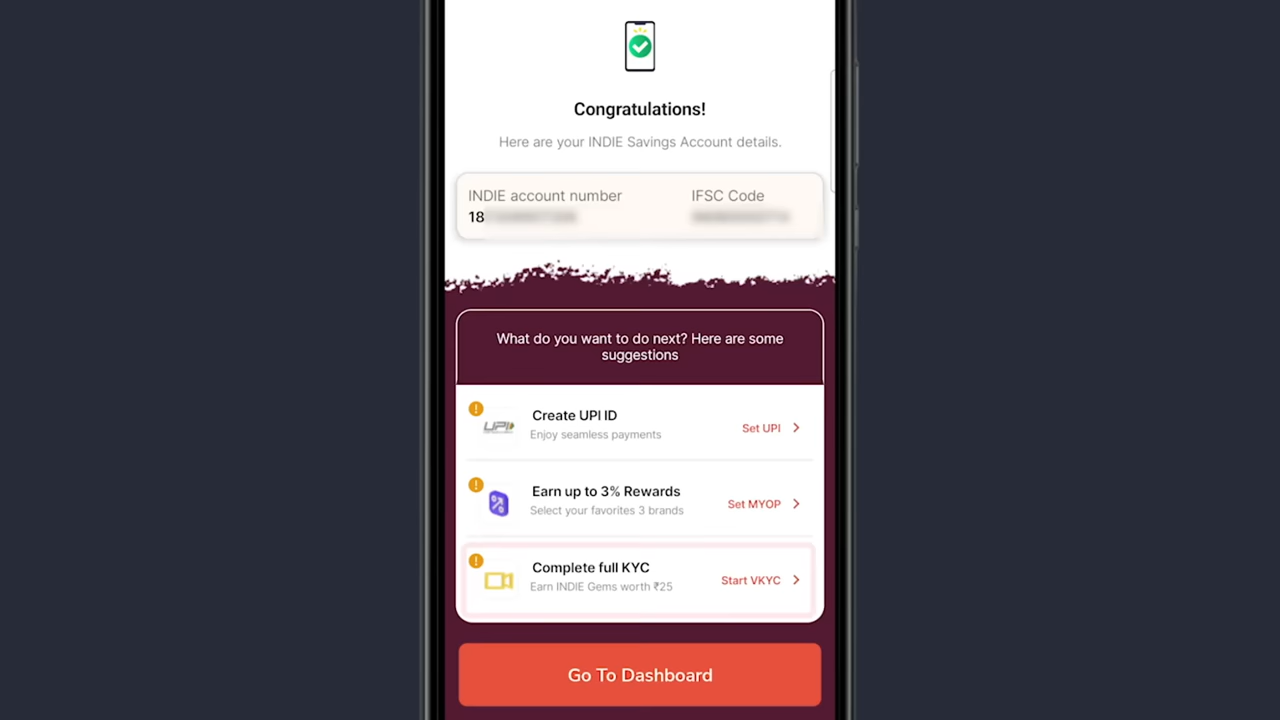 Congratulations!
Here are your INDIE Savings Account details.
INDIE account number IFSC Code
18
What do you want to do next? Here are some
suggestions
!
UPI
Create UPI ID
Enjoy seamless payments
Set UPI
!
Earn up to 3% Rewards
Select your favorites 3 brands
Set MYOP
!
Complete full KYC
Earn INDIE Gems worth ₹25
Start VKYC
Go To Dashboard